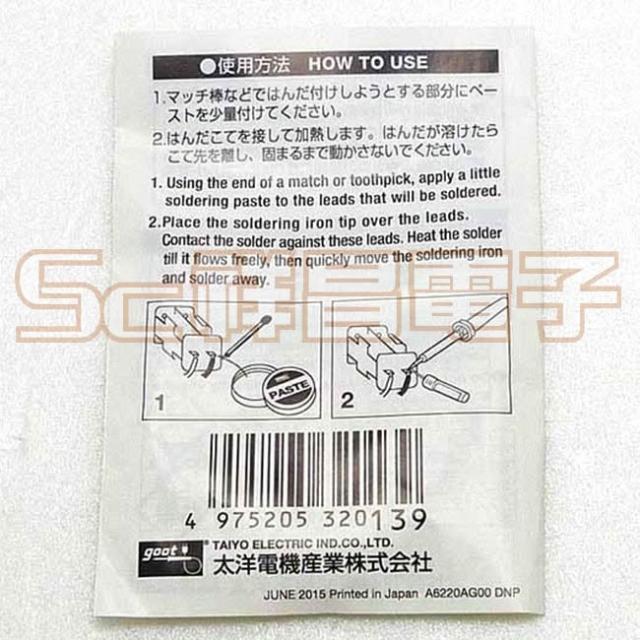 ●使用方法 HOW TO USE
1.マッチ棒などではんだ付けしようとする部分にペー
ストを少量付けてください。
2.はんだこてを接して加熱します。はんだが溶けたら
こて先を離し、固まるまで動かさないでください。
1. Using the end of a match or toothpick, apply a little
soldering paste to the leads that will be soldered.
2.Place the soldering iron tip over the leads.
Contact the solder against these leads. Heat the solder
till it flows freely, then quickly move the soldering iron
and solder away.
PASTE
1
2
4 975205 320139
goot
TAIYO ELECTRIC IND.CO.,LTD.
太洋電機産業株式会社
JUNE 2015 Printed in Japan A6220AG00 DNP